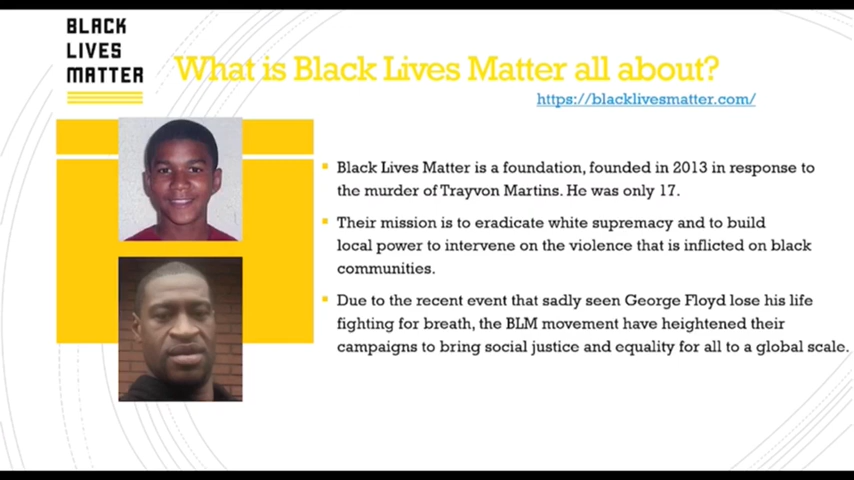 BLACK
LIVES
MATTER
What is Black Lives Matter all about?
https://blacklivesmatter.com/
Black Lives Matter is a foundation, founded in 2013 in response to
the murder of Trayvon Martins. He was only 17.
Their mission is to eradicate white supremacy and to build
local power to intervene on the violence that is inflicted on black
communities.
Due to the recent event that sadly seen George Floyd lose his life
fighting for breath, the BLM movement have heightened their
campaigns to bring social justice and equality for all to a global scale.